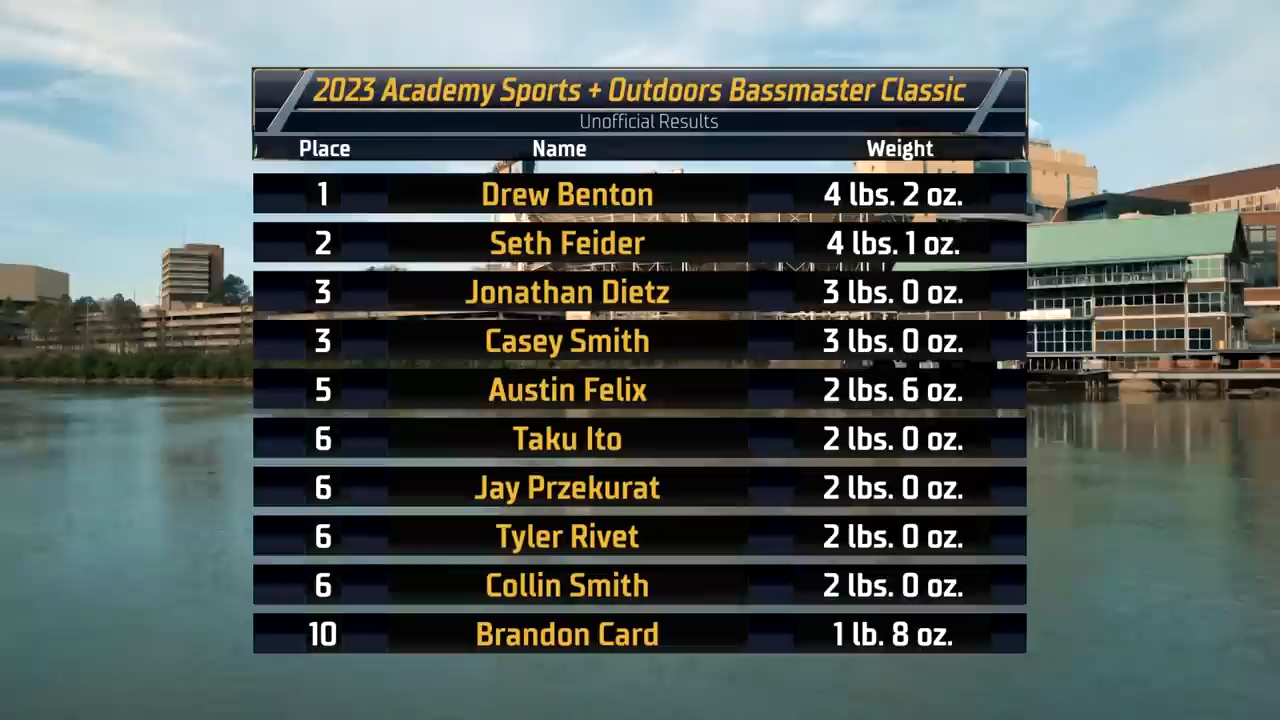 2023 Academy Sports + Outdoors Bassmaster Classic
Unofficial Results
Place Name Weight
1 Drew Benton 4 lbs. 2 oz.
2 Seth Feider 4 lbs. 1 oz.
3 Jonathan Dietz 3 lbs. 0 oz.
3 Casey Smith 3 lbs. 0 oz.
5 Austin Felix 2 lbs. 6 oz.
6 Taku Ito 2 lbs. 0 oz.
6 Jay Przekurat 2 lbs. 0 oz.
6 Tyler Rivet 2 lbs. 0 oz.
6 Collin Smith 2 lbs. 0 oz.
10 Brandon Card 1 lb. 8 oz.